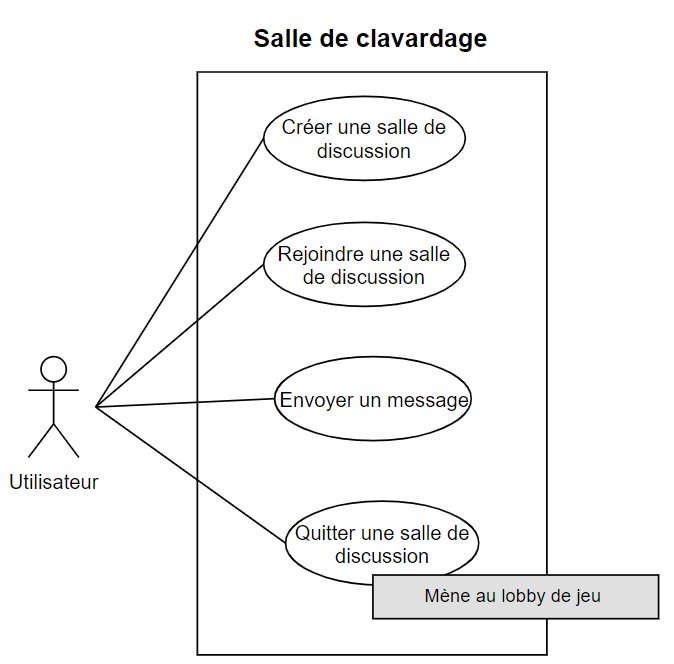 Salle de clavardage
Créer une salle de
discussion
Rejoindre une salle
de discussion
Envoyer un message
Utilisateur
Quitter une salle de
discussion
Mène au lobby de jeu